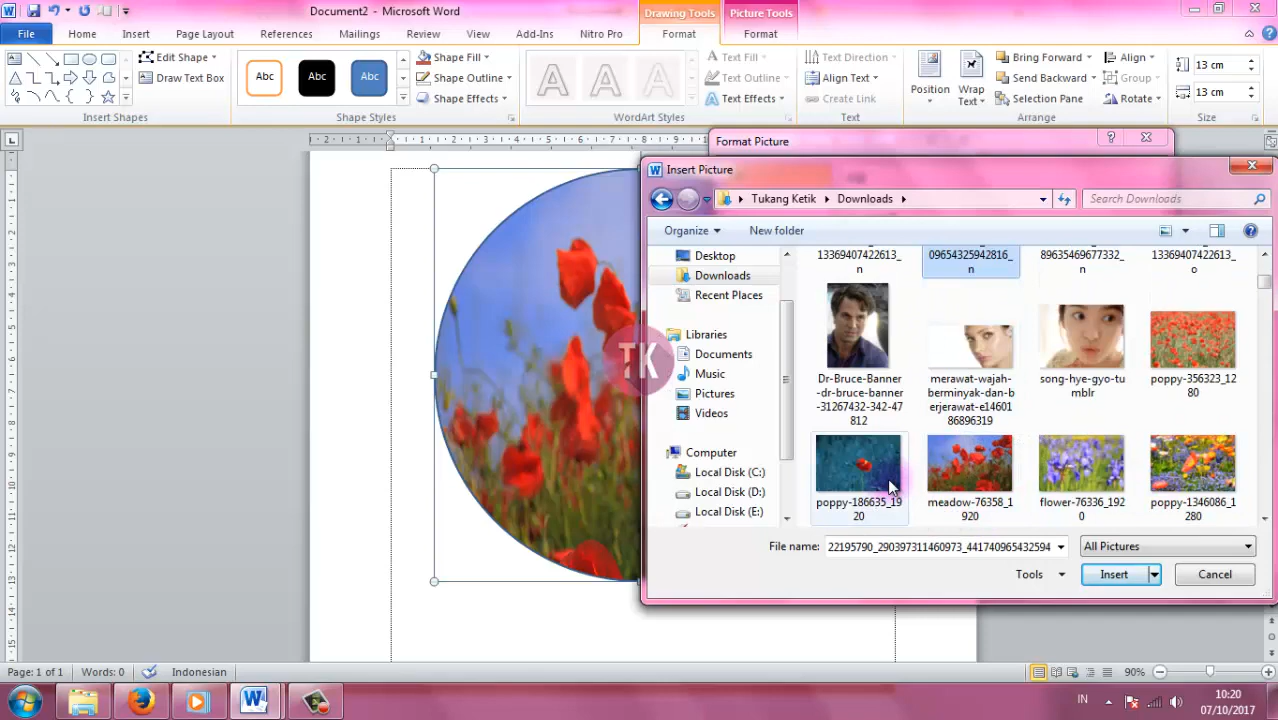 Document2 - Microsoft Word
Drawing Tools
Picture Tools
File
Home
Insert
Page Layout
References
Mailings
Review
View
Add-Ins
Nitro Pro
Format
Format
Edit Shape
Draw Text Box
Insert Shapes
Abc
Abc
Abc
Shape Fill
Shape Outline
Shape Effects
Shape Styles
A
A
A
Text Fill
Text Outline
Text Effects
WordArt Styles
Text Direction
Align Text
Create Link
Text
Position
Wrap
Text
Bring Forward
Send Backward
Selection Pane
Align
Group
Rotate
Arrange
13 cm
13 cm
Size
Format Picture
Insert Picture
Tukang Ketik
Downloads
Search Downloads
Organize
New folder
Desktop
Downloads
Recent Places
Libraries
Documents
Music
Pictures
Videos
Computer
Local Disk (C:)
Local Disk (D:)
Local Disk (E:)
13369407422613_
n
09654325942816_
n
89635469677332_
n
13369407422613_
o
Dr-Bruce-Banner
-dr-bruce-banner
-31267432-342-47
812
merawat-wajah-
berminyak-dan-b
erjerawat-e14601
86896319
song-hye-gyo-tu
mblr
poppy-356323_12
80
poppy-186635_19
20
meadow-76358_1
920
flower-76336_192
0
poppy-1346086_1
280
File name:
22195790_290397311460973_441740965432594
All Pictures
Tools
Insert
Cancel
TK
Page: 1 of 1
Words: 0
Indonesian
90%
IN
10:20
07/10/2017